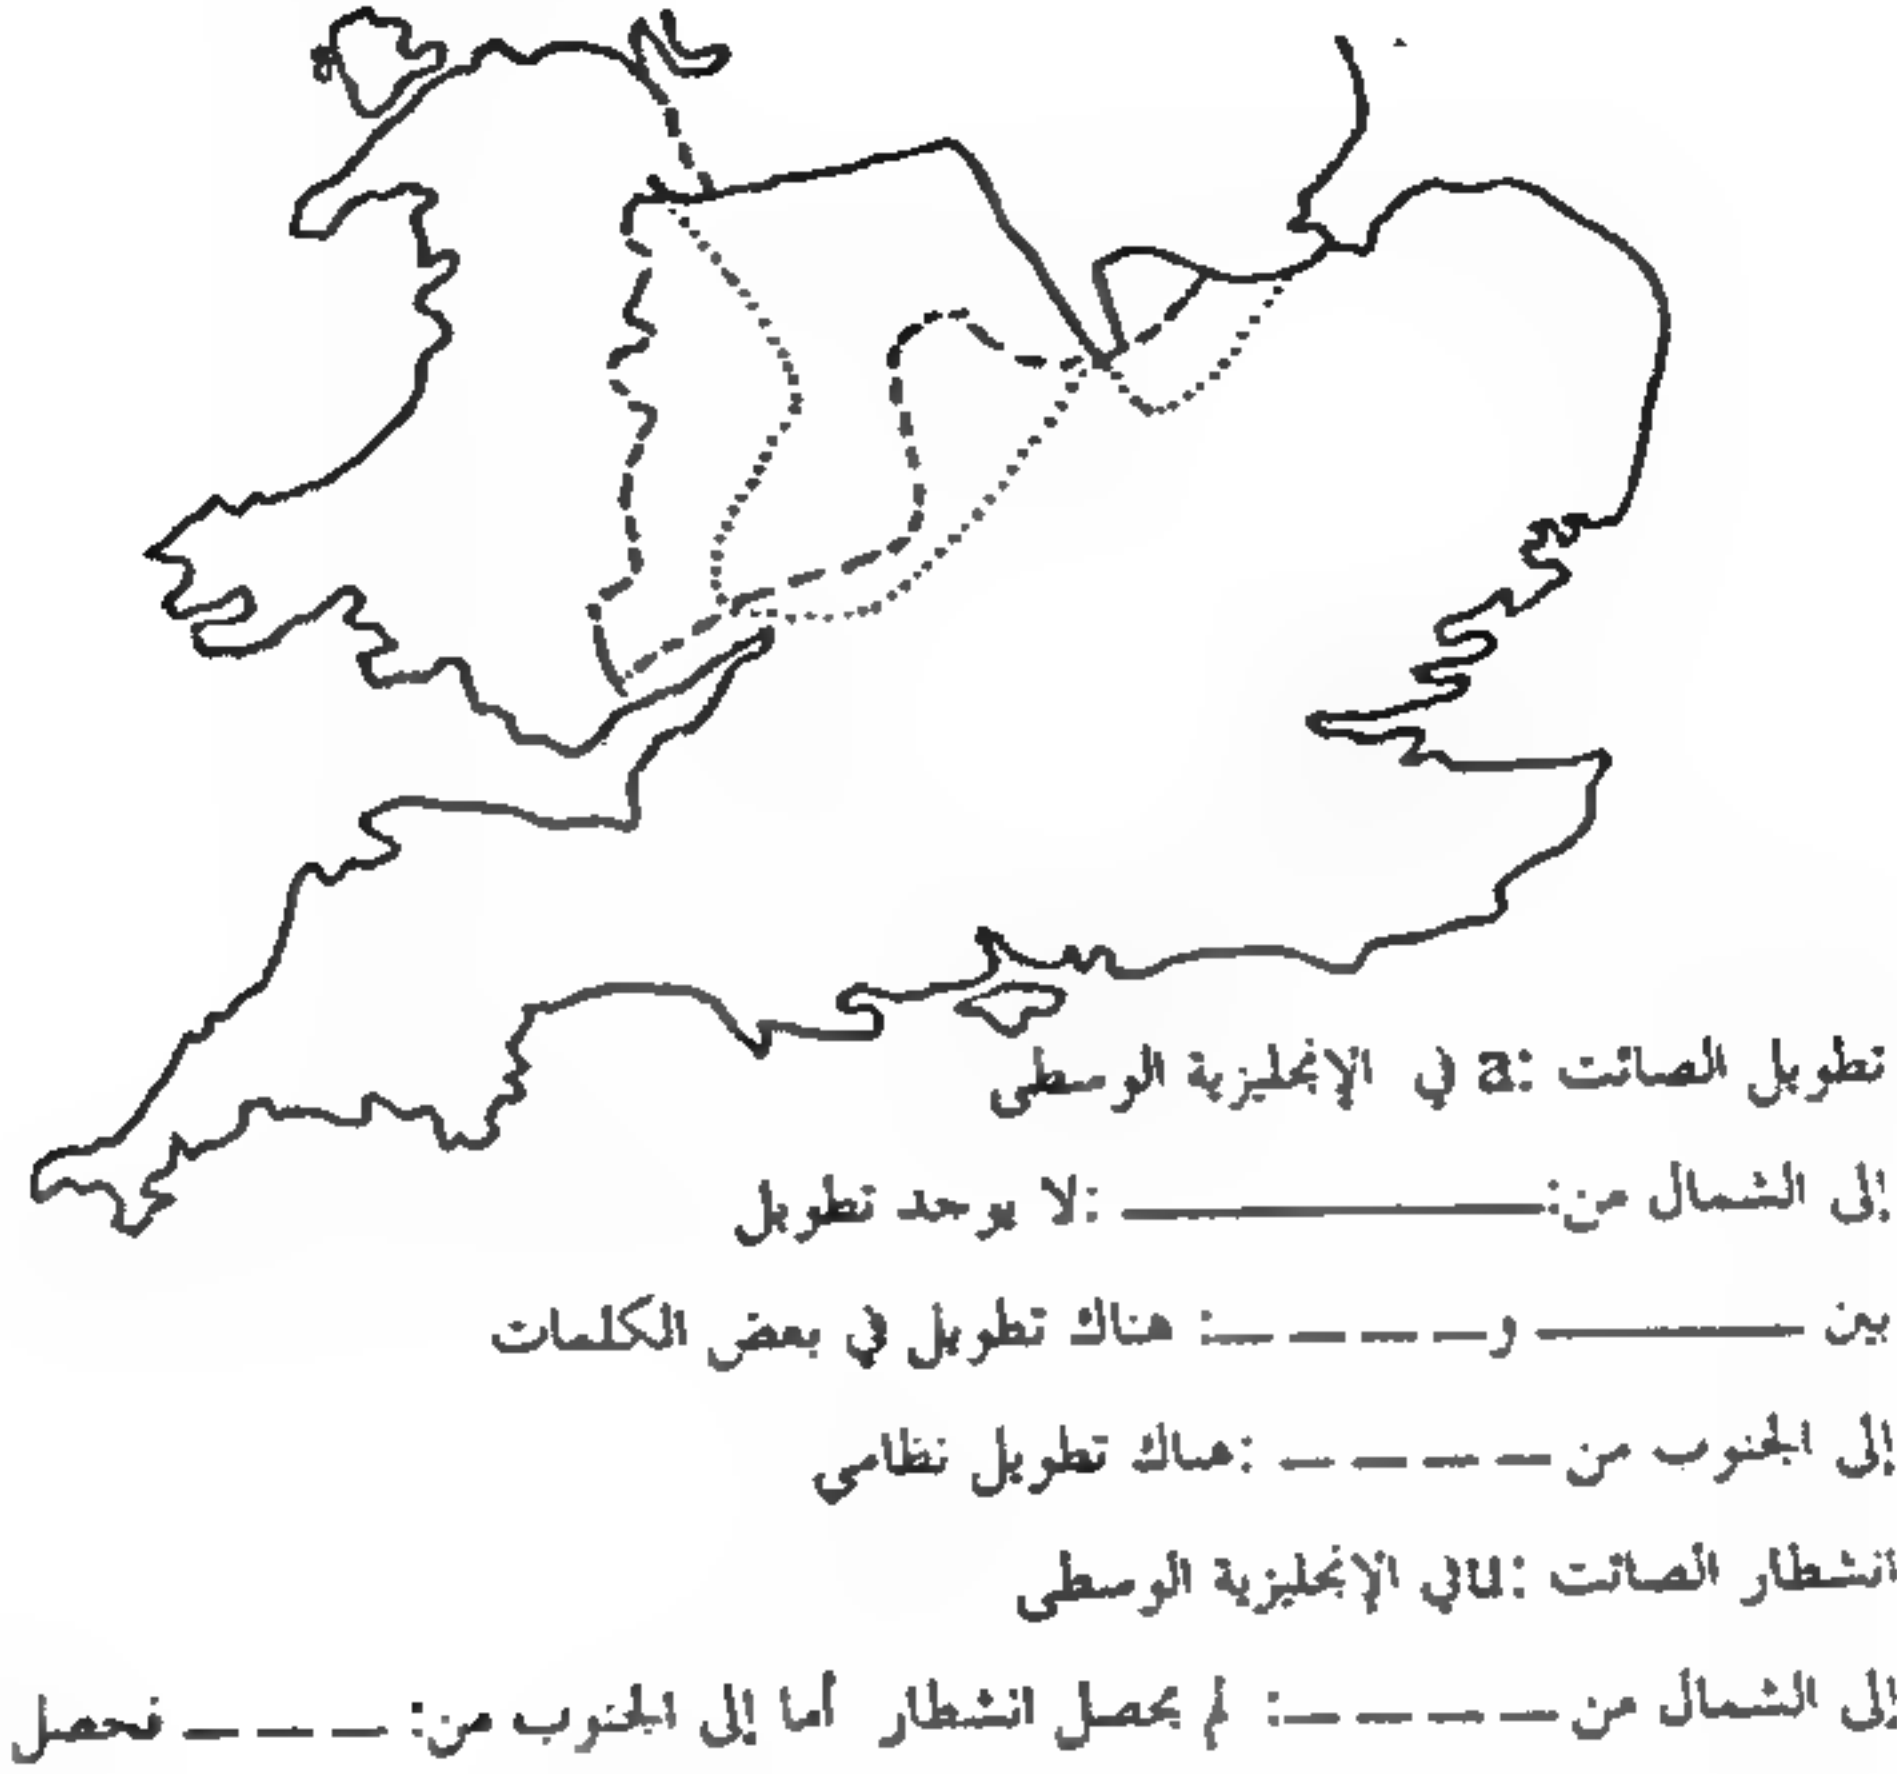 تطويل الصائت :a في الإنجليزية الوسطى
إلى الشمال من: ــــــــــــ :لا يوجد تطويل
بين ــــــــــــ و — — — —: هناك تطويل في بعض الكلمات
إلى الجنوب من — — — — :هناك تطويل نظامي
انشطار الصائت :u في الإنجليزية الوسطى
إلى الشمال من — — — —: لم يحصل انشطار أما إلى الجنوب من: — — — فحصل